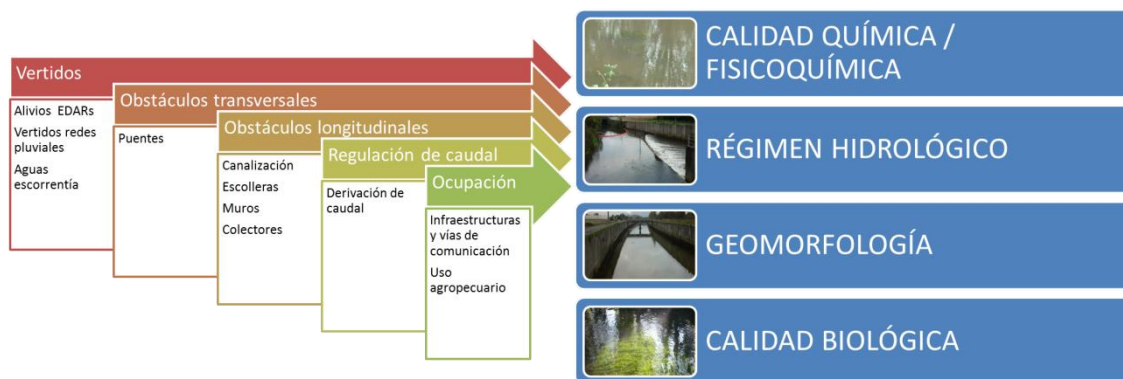 Vertidos
Alivios EDARs
Vertidos redes
pluviales
Aguas
escorrentía
Obstáculos transversales
Puentes
Obstáculos longitudinales
Canalización
Escolleras
Muros
Colectores
Regulación de caudal
Derivación de
caudal
Ocupación
Infraestructuras
y vías de
comunicación
Uso
agropecuario
CALIDAD QUÍMICA /
FISICOQUÍMICA
RÉGIMEN HIDROLÓGICO
GEOMORFOLOGÍA
CALIDAD BIOLÓGICA